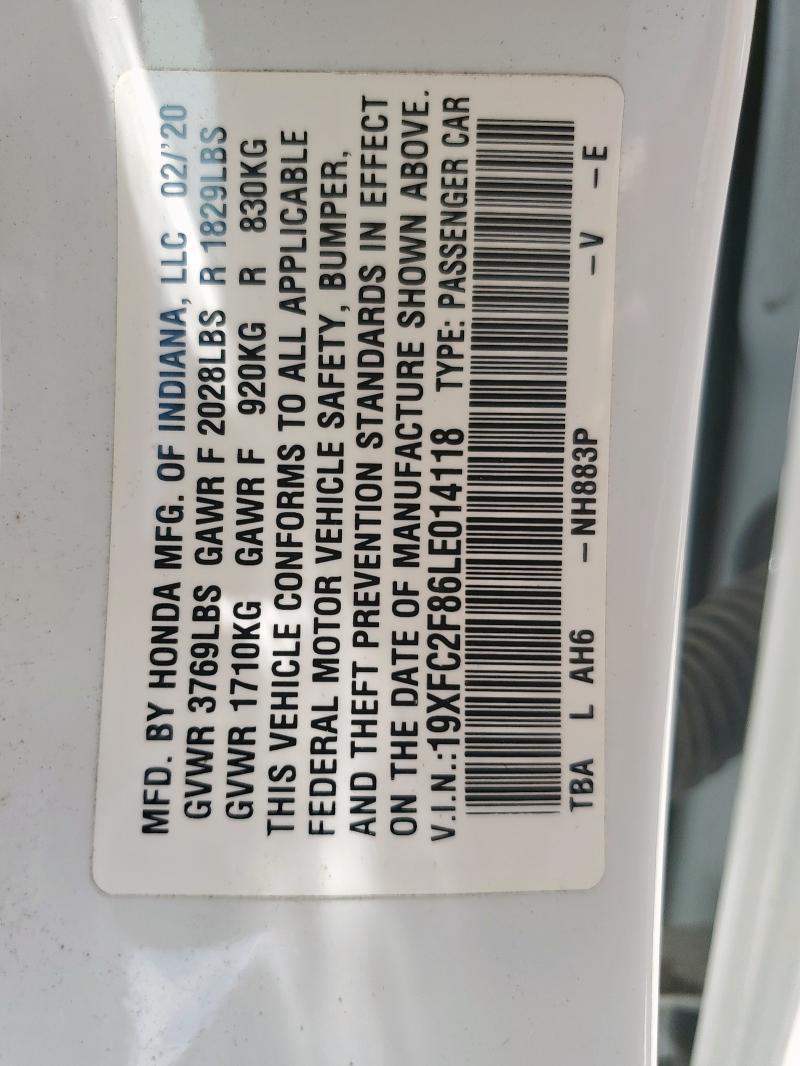 MFD. BY HONDA MFG. OF INDIANA, LLC 02/'20
GVWR 3769LBS GAWR F 2028LBS R 1829LBS
GVWR 1710KG GAWR F 920KG R 830KG
THIS VEHICLE CONFORMS TO ALL APPLICABLE
FEDERAL MOTOR VEHICLE SAFETY, BUMPER,
AND THEFT PREVENTION STANDARDS IN EFFECT
ON THE DATE OF MANUFACTURE SHOWN ABOVE.
V.I.N.:19XFC2F86LE014118 TYPE: PASSENGER CAR
TBA L AH6 –NH883P –V –E